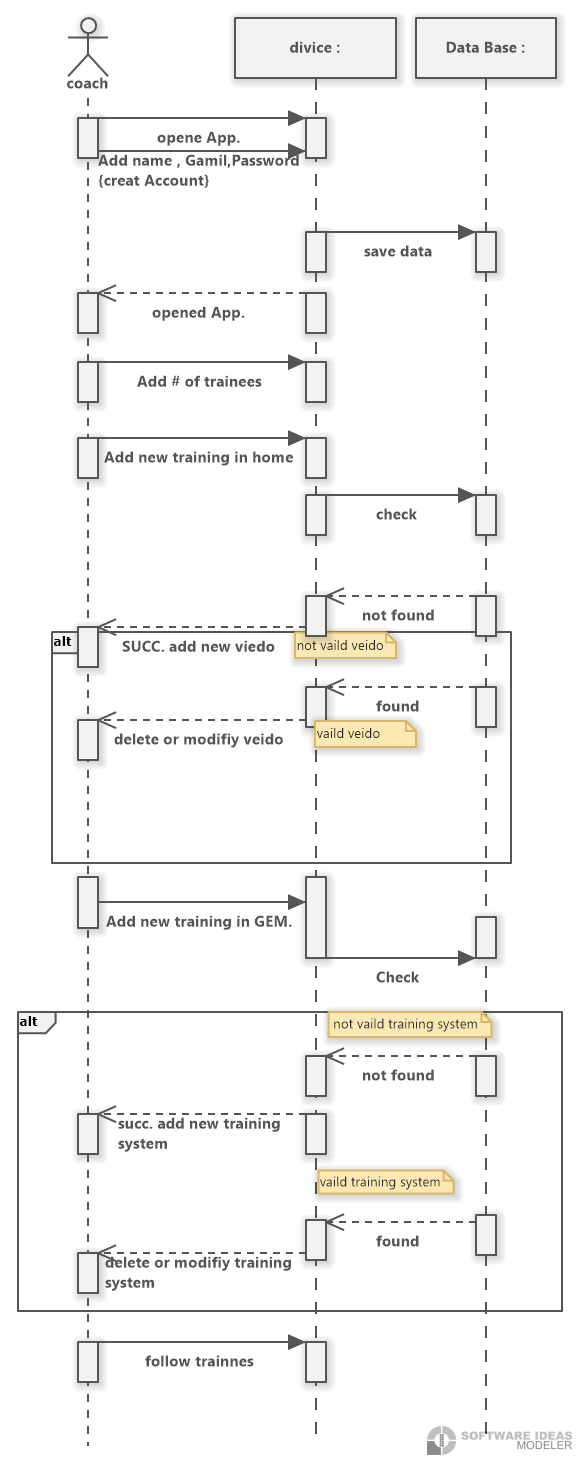 divice :
Data Base :
coach
opene App.
Add name , Gamil,Password
{creat Account}
save data
opened App.
Add # of trainees
Add new training in home
check
not found
alt
SUCC. add new viedo
not vaild veido
found
vaild veido
delete or modifiy veido
Add new training in GEM.
Check
alt
not vaild training system
not found
succ. add new training
system
vaild training system
found
delete or modifiy training
system
follow trainnes
SOFTWARE IDEAS
MODELER